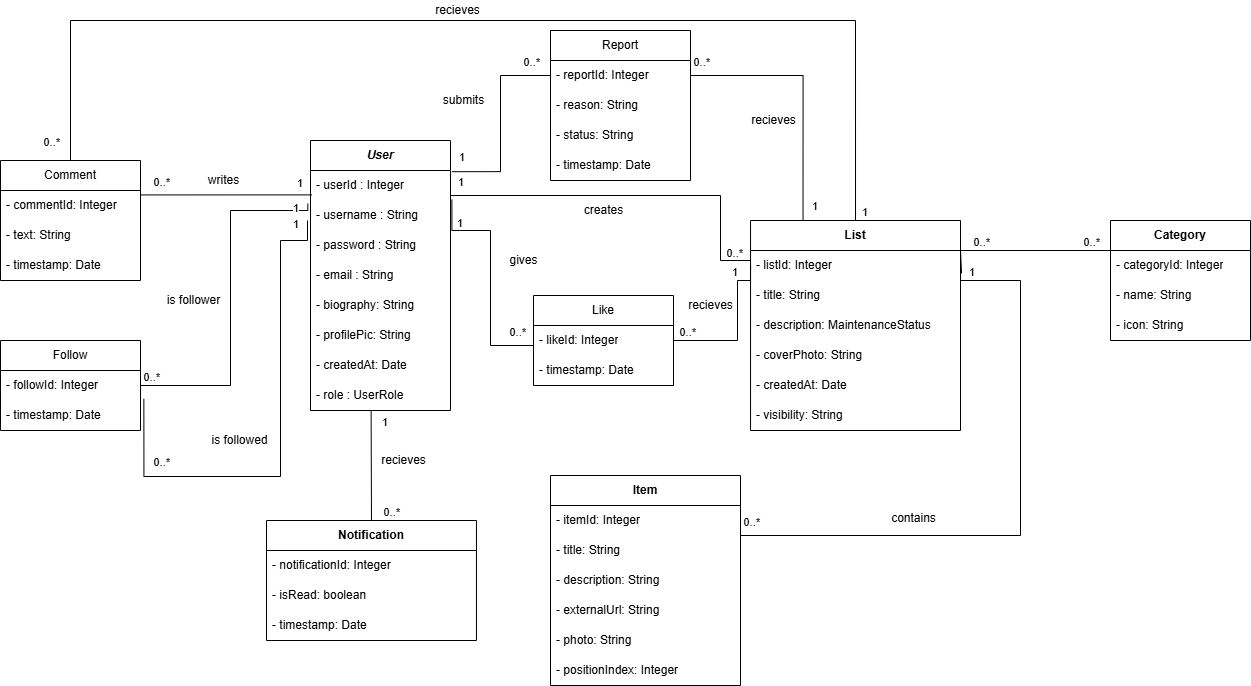 recieves
0..*
1
Report
- reportId: Integer
- reason: String
- status: String
- timestamp: Date
0..*
submits
1
0..*
recieves
1
Comment
- commentId: Integer
- text: String
- timestamp: Date
0..*
writes
1
User
- userId : Integer
- username : String
- password : String
- email : String
- biography: String
- profilePic: String
- createdAt: Date
- role : UserRole
1
creates
0..*
1
gives
0..*
Like
- likeId: Integer
- timestamp: Date
0..*
recieves
1
List
- listId: Integer
- title: String
- description: MaintenanceStatus
- coverPhoto: String
- createdAt: Date
- visibility: String
0..*
0..*
Category
- categoryId: Integer
- name: String
- icon: String
1
is follower
0..*
1
is followed
0..*
Follow
- followId: Integer
- timestamp: Date
1
recieves
0..*
Notification
- notificationId: Integer
- isRead: boolean
- timestamp: Date
1
contains
0..*
Item
- itemId: Integer
- title: String
- description: String
- externalUrl: String
- photo: String
- positionIndex: Integer